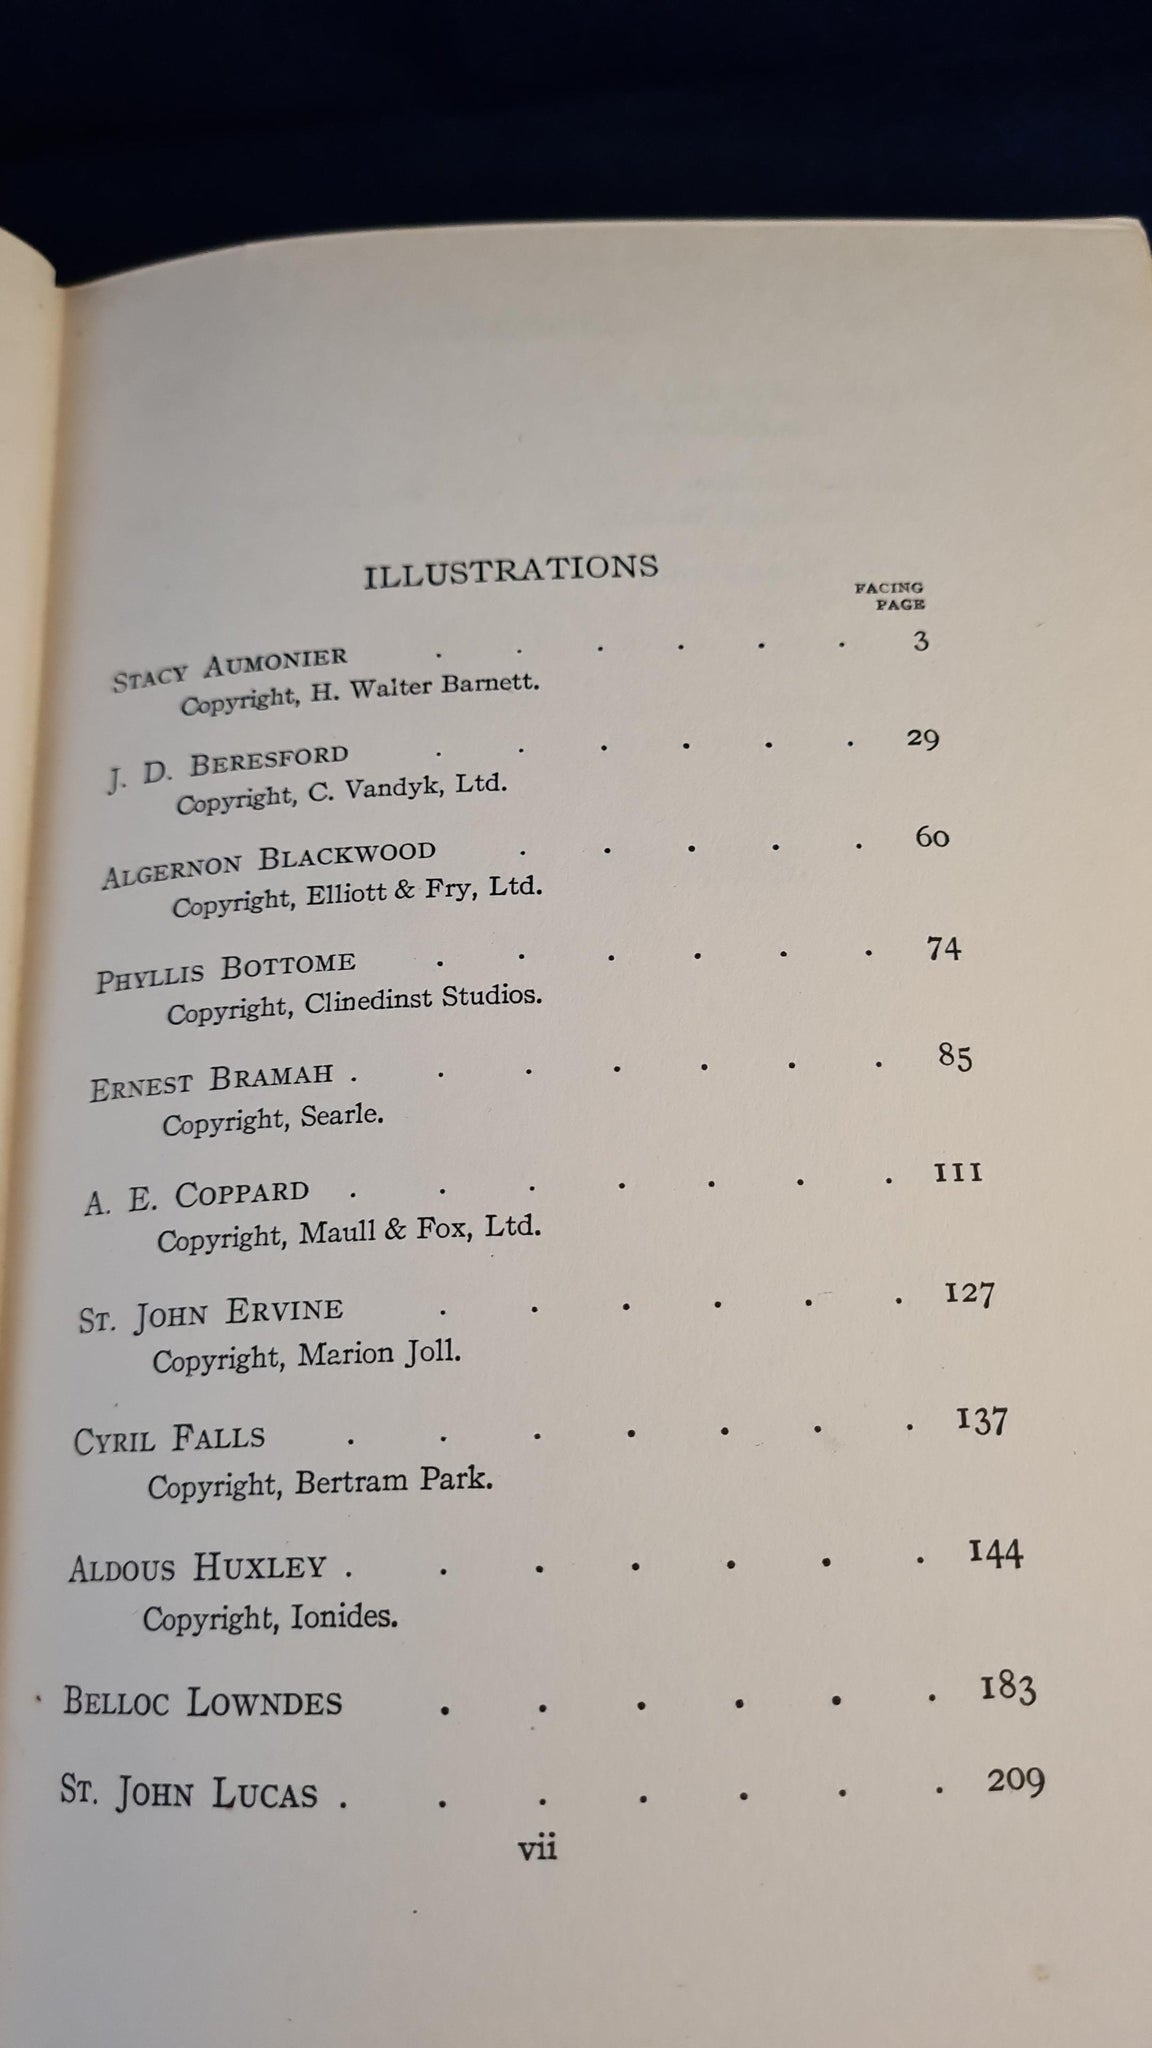 ILLUSTRATIONS
FACING
PAGE
STACY AUMONIER . . . . . . 3
Copyright, H. Walter Barnett.
J. D. BERESFORD . . . . . . 29
Copyright, C. Vandyk, Ltd.
ALGERNON BLACKWOOD . . . . . 60
Copyright, Elliott & Fry, Ltd.
PHYLLIS BOTTOME . . . . . . 74
Copyright, Clinedinst Studios.
ERNEST BRAMAH . . . . . . . 85
Copyright, Searle.
A. E. COPPARD . . . . . . . 111
Copyright, Maull & Fox, Ltd.
ST. JOHN ERVINE . . . . . . 127
Copyright, Marion Joll.
CYRIL FALLS . . . . . . . 137
Copyright, Bertram Park.
ALDOUS HUXLEY . . . . . . . 144
Copyright, Ionides.
BELLOC LOWNDES . . . . . . 183
ST. JOHN LUCAS . . . . . . . 209
vii